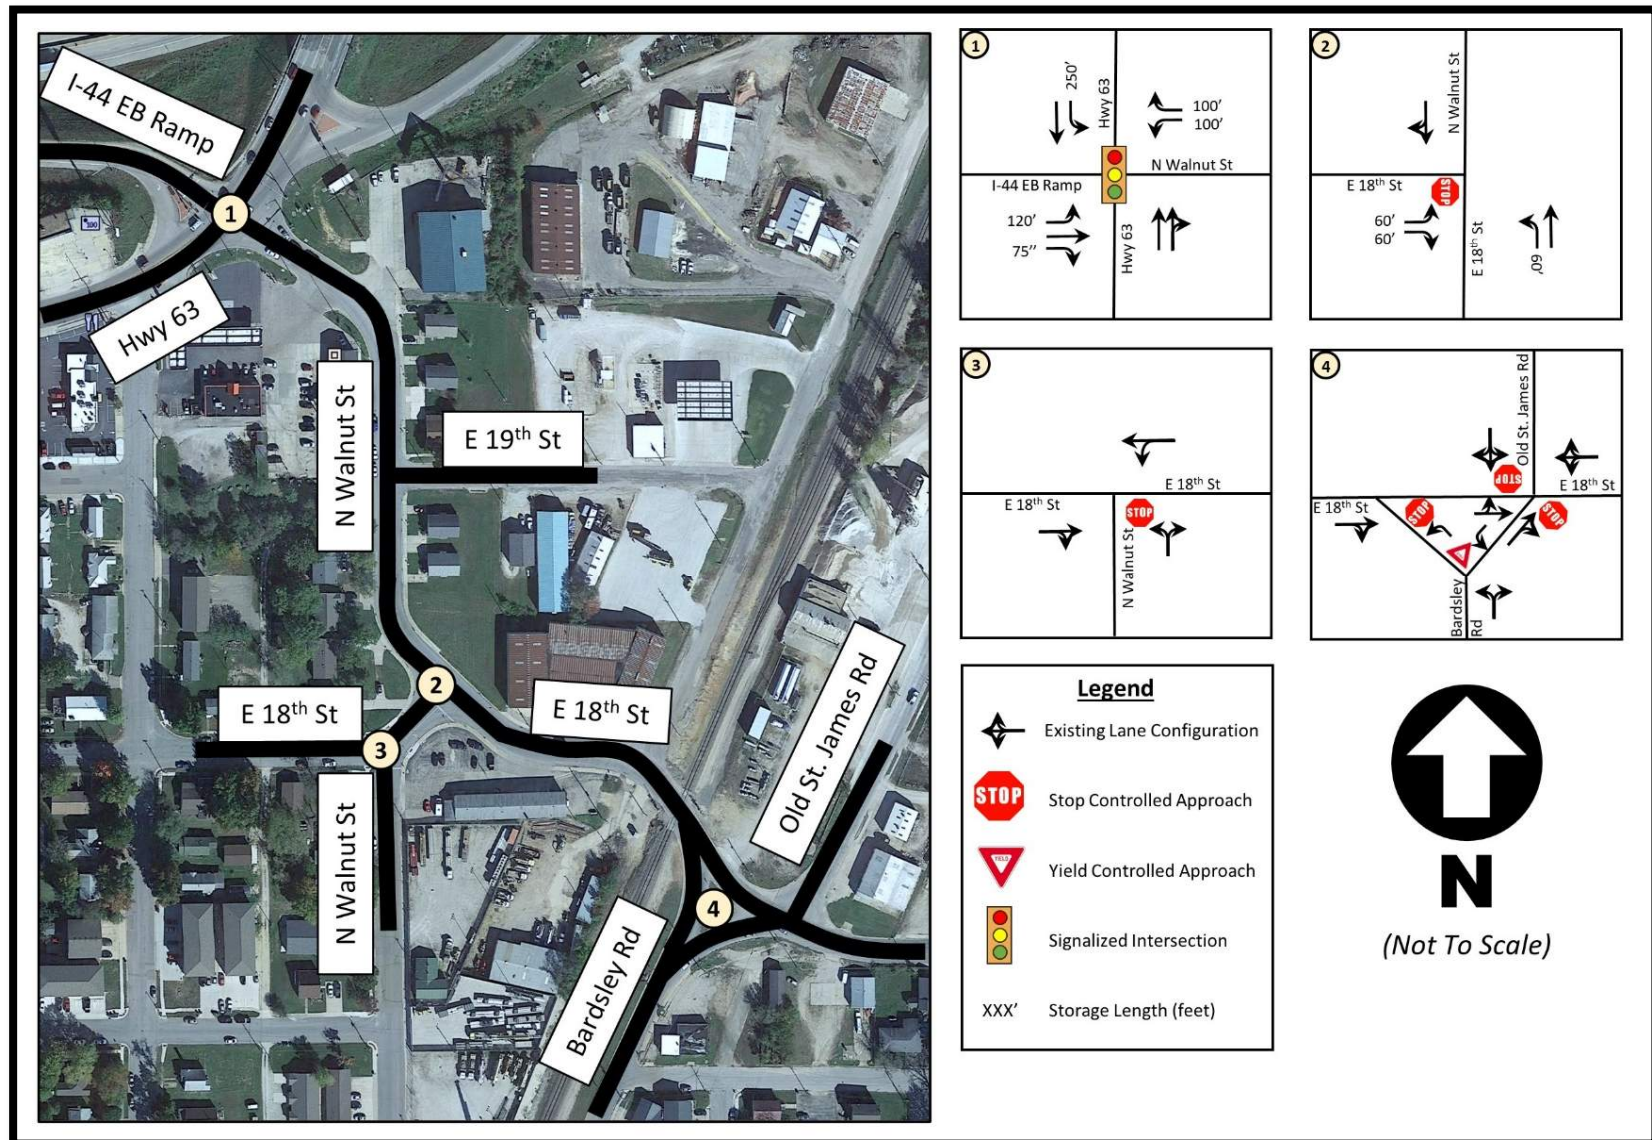 I-44 EB Ramp
1
Hwy 63
N Walnut St
E 19th St
2
E 18th St
E 18th St
3
Old St. James Rd
N Walnut St
4
Bardsley Rd
1
250'
Hwy 63
100'
100'
N Walnut St
I-44 EB Ramp
120'
75''
Hwy 63
2
N Walnut St
E 18th St
STOP
60'
60'
E 18th St
60'
3
E 18th St
E 18th St
STOP
N Walnut St
4
Old St. James Rd
STOP
E 18th St
E 18th St
STOP
STOP
Bardsley
Rd
Legend
Existing Lane Configuration
STOP
Stop Controlled Approach
YIELD
Yield Controlled Approach
Signalized Intersection
XXX'
Storage Length (feet)
N
(Not To Scale)